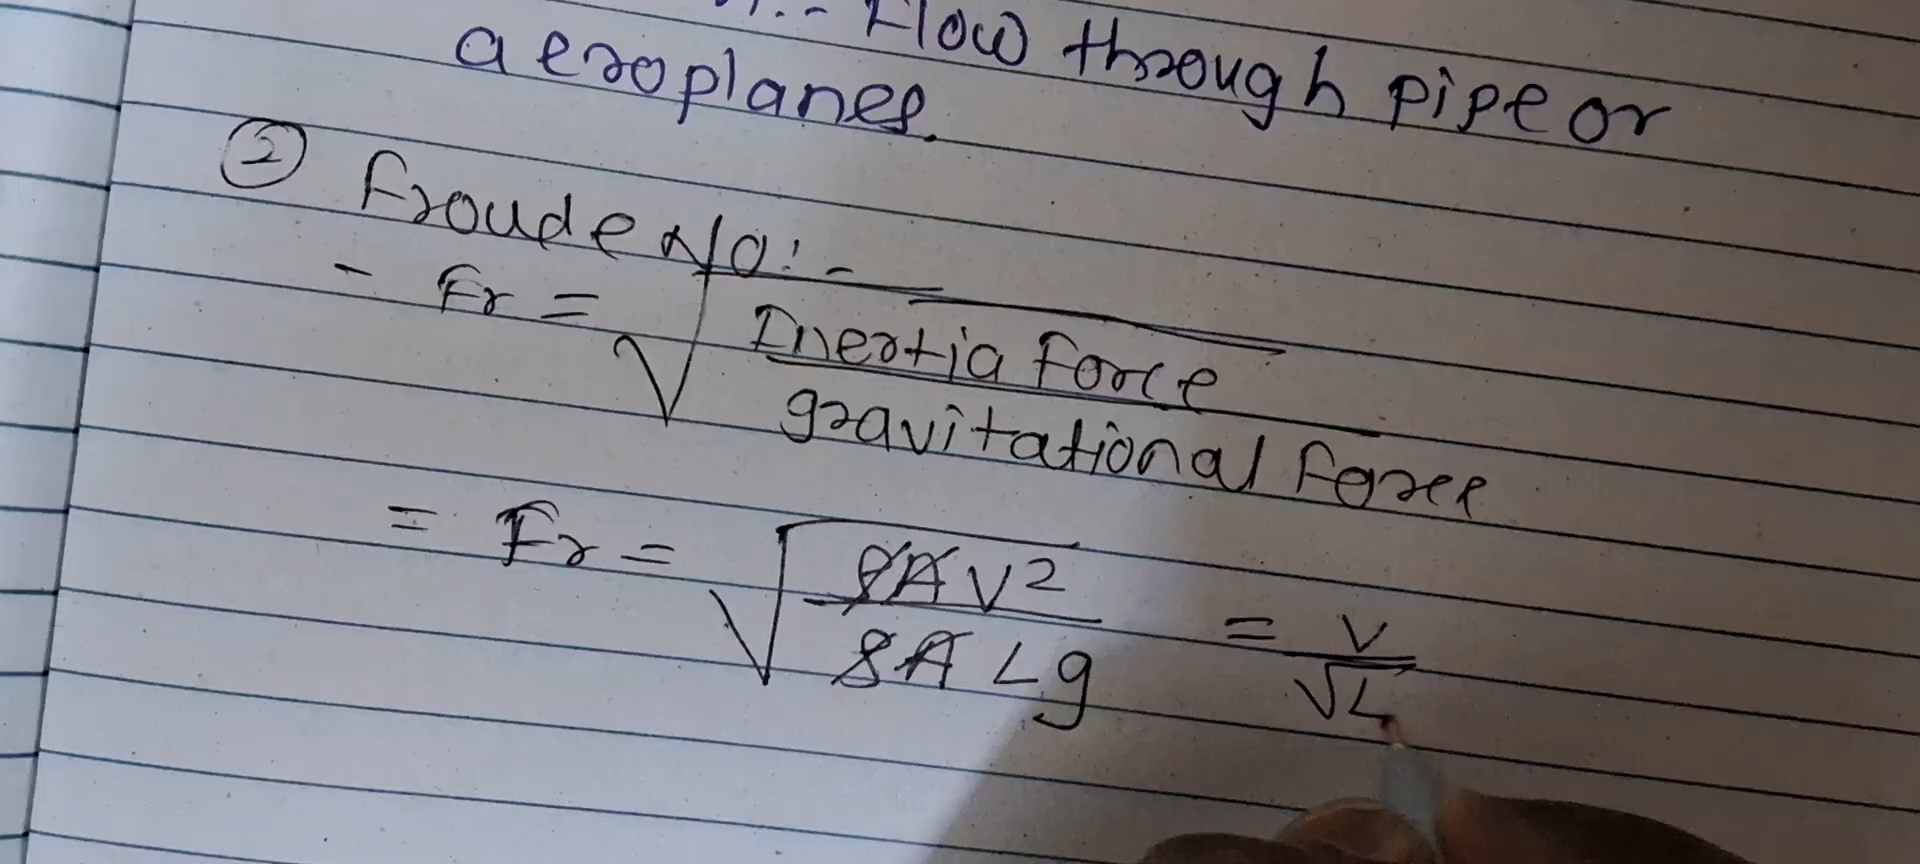 :- Flow through pipe or
aeroplanes.
② Froude No:-
- Fr = √(Inertia Force / gravitational Force)
= Fr = √(ρAV² / ρALg) = V / √L